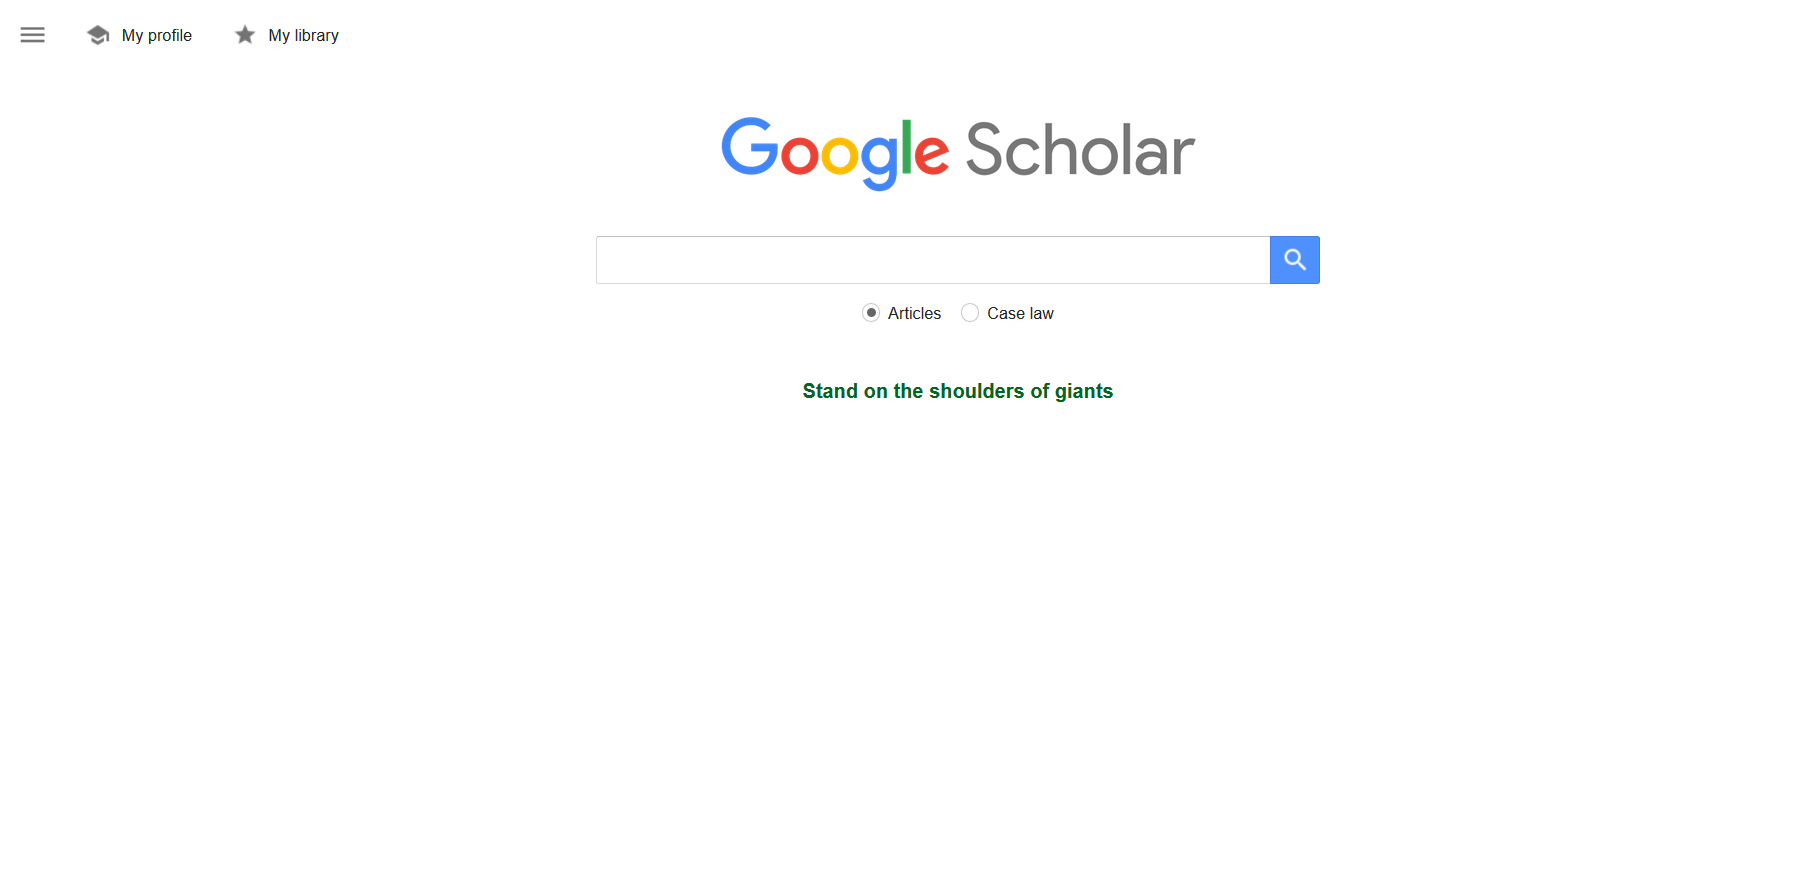 My profile
My library
Google Scholar
Articles
Case law
Stand on the shoulders of giants